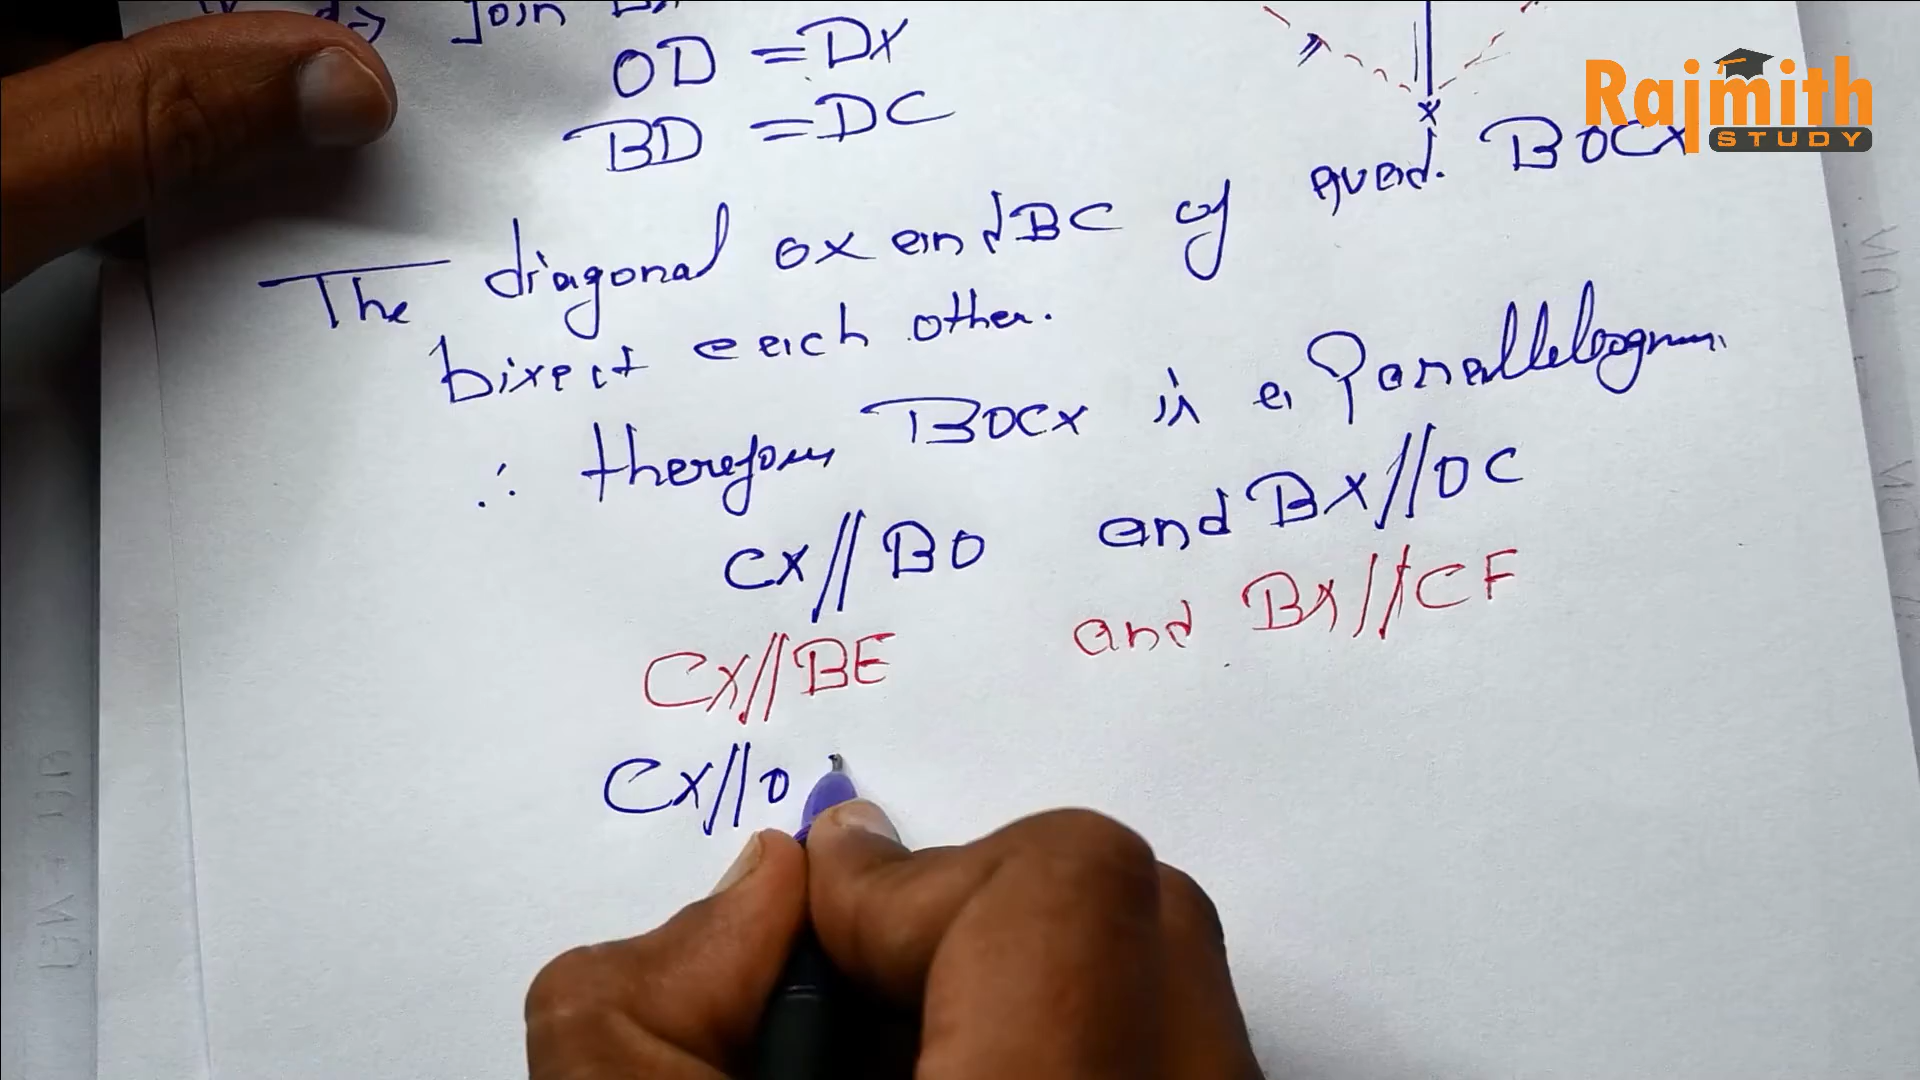 Join
OD = DX
BD = DC
The diagonal OX and BC of quad. BOCX
bisect each other.
∴ therefore BOCX is a Parallelogram
CX // BO and BX // OC
CX // BE and BX // CF
CX // O
Rajmith
STUDY